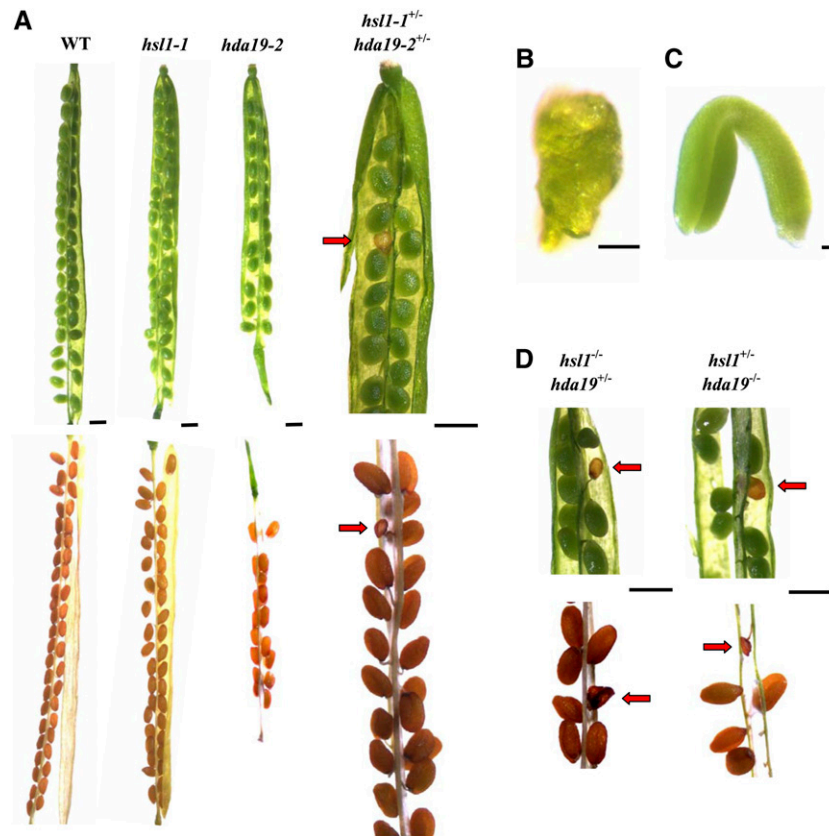 A
WT
hsl1-1
hda19-2
hsl1-1+/-
hda19-2+/-
B
C
D
hsl1-/-
hda19+/-
hsl1+/-
hda19-/-